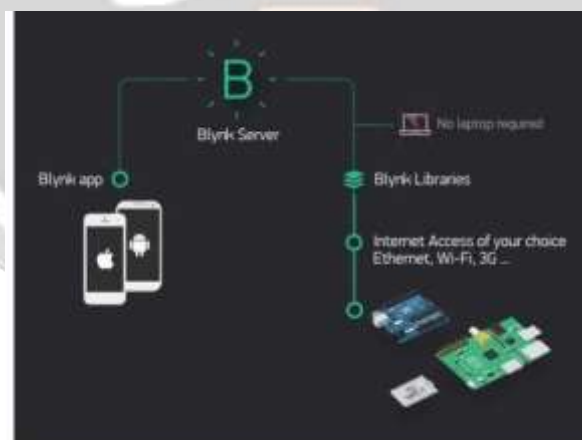 B
Blynk Server
No laptop required
Blynk app
Blynk Libraries
Internet Access of your choice
Ethernet, Wi-Fi, 3G ...